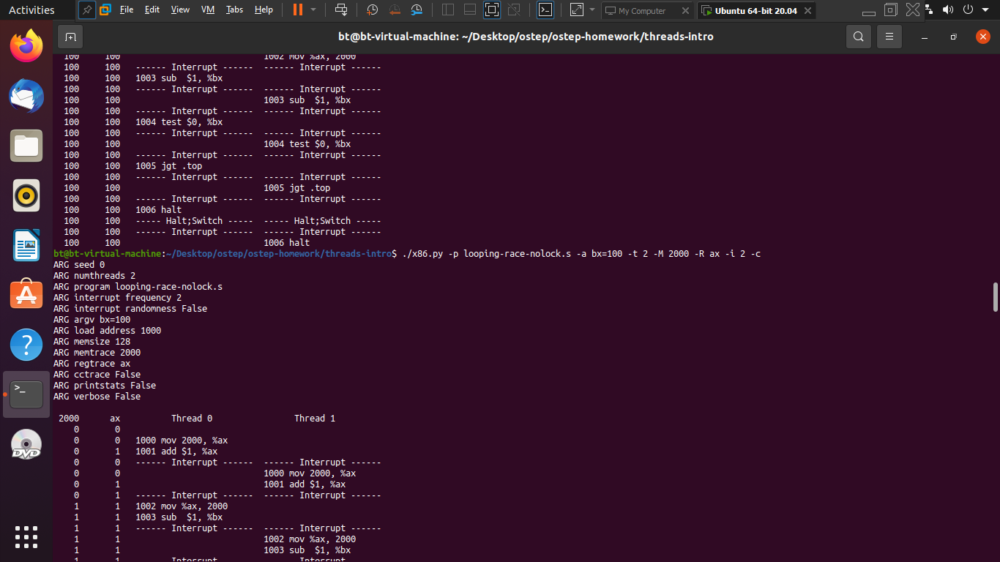 Activities File Edit View VM Tabs Help My Computer Ubuntu 64-bit 20.04
bt@bt-virtual-machine: ~/Desktop/ostep/ostep-homework/threads-intro
100 100 1002 mov %ax, 2000
100 100 ------ Interrupt ------ ------ Interrupt ------
100 100 1003 sub $1, %bx
100 100 ------ Interrupt ------ ------ Interrupt ------
100 100 1003 sub $1, %bx
100 100 ------ Interrupt ------ ------ Interrupt ------
100 100 1004 test $0, %bx
100 100 ------ Interrupt ------ ------ Interrupt ------
100 100 1004 test $0, %bx
100 100 ------ Interrupt ------ ------ Interrupt ------
100 100 1005 jgt .top
100 100 ------ Interrupt ------ ------ Interrupt ------
100 100 1005 jgt .top
100 100 ------ Interrupt ------ ------ Interrupt ------
100 100 1006 halt
100 100 ----- Halt;Switch ----- ----- Halt;Switch -----
100 100 ------ Interrupt ------ ------ Interrupt ------
100 100 1006 halt
bt@bt-virtual-machine:~/Desktop/ostep/ostep-homework/threads-intro$ ./x86.py -p looping-race-nolock.s -a bx=100 -t 2 -M 2000 -R ax -i 2 -c
ARG seed 0
ARG numthreads 2
ARG program looping-race-nolock.s
ARG interrupt frequency 2
ARG interrupt randomness False
ARG argv bx=100
ARG load address 1000
ARG memsize 128
ARG memtrace 2000
ARG regtrace ax
ARG cctrace False
ARG printstats False
ARG verbose False
2000 ax Thread 0 Thread 1
0 0
0 0 1000 mov 2000, %ax
0 1 1001 add $1, %ax
0 0 ------ Interrupt ------ ------ Interrupt ------
0 0 1000 mov 2000, %ax
0 1 1001 add $1, %ax
0 1 ------ Interrupt ------ ------ Interrupt ------
1 1 1002 mov %ax, 2000
1 1 1003 sub $1, %bx
1 1 ------ Interrupt ------ ------ Interrupt ------
1 1 1002 mov %ax, 2000
1 1 1003 sub $1, %bx
1 1 ------ Interrupt ------ ------ Interrupt ------
>_
?
DVD